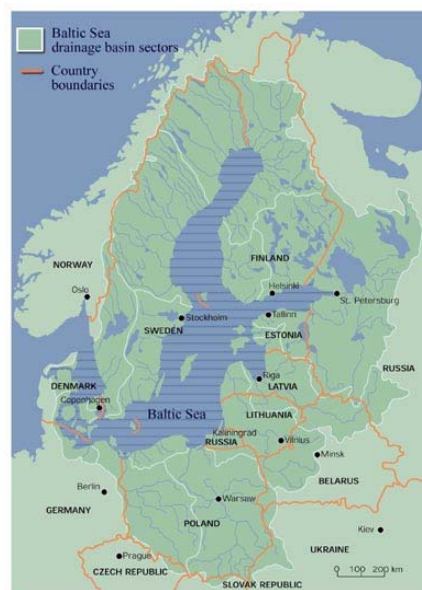 Baltic Sea
drainage basin sectors
Country
boundaries
NORWAY
Oslo
FINLAND
Helsinki
St. Petersburg
Stockholm
Tallinn
SWEDEN
ESTONIA
RUSSIA
Riga
LATVIA
DENMARK
Copenhagen
Baltic Sea
LITHUANIA
Kaliningrad
RUSSIA
Vilnius
Minsk
BELARUS
Berlin
Warsaw
GERMANY
POLAND
Kiev
UKRAINE
Prague
CZECH REPUBLIC
SLOVAK REPUBLIC
0 100 200 km